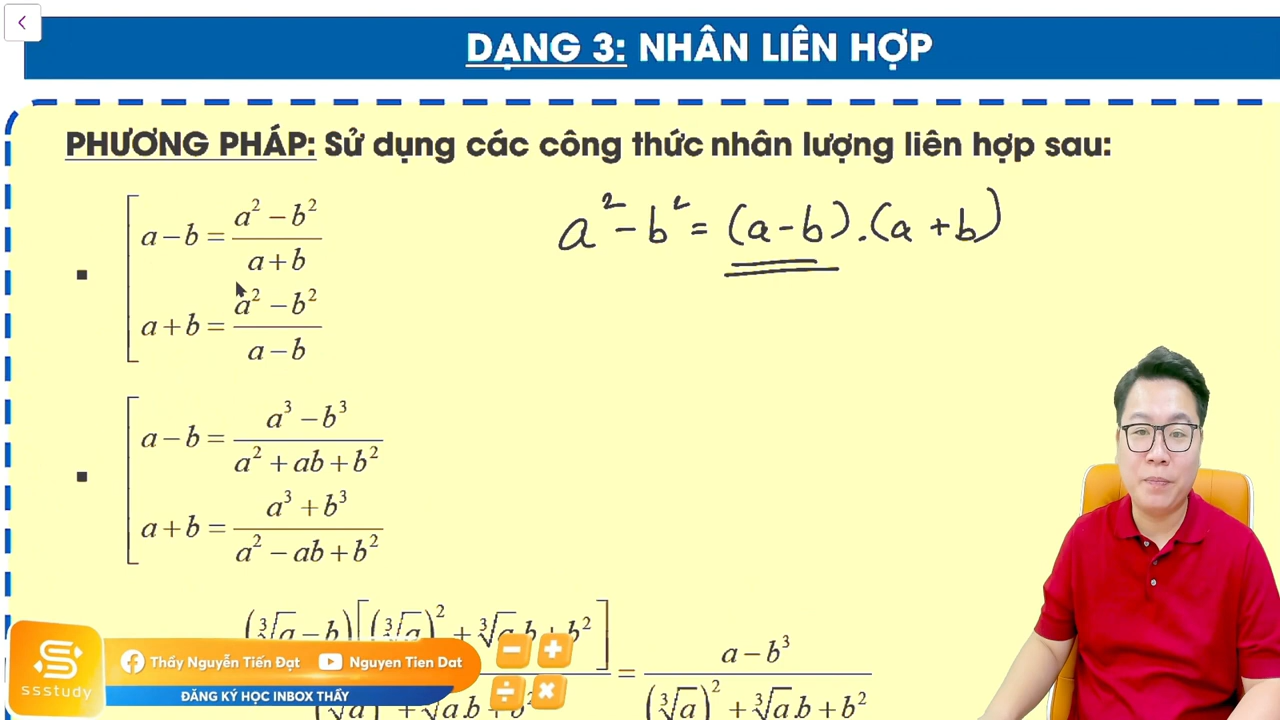 DẠNG 3: NHÂN LIÊN HỢP
PHƯƠNG PHÁP: Sử dụng các công thức nhân lượng liên hợp sau:
a − b = (a² − b²)/(a + b)
a + b = (a² − b²)/(a − b)
a² − b² = (a − b).(a + b)
a − b = (a³ − b³)/(a² + ab + b²)
a + b = (a³ + b³)/(a² − ab + b²)
(∛a − b)[(∛a)² + ∛a.b + b²] = (a − b³)/((∛a)² + ∛a.b + b²)
ssstudy
Thầy Nguyễn Tiến Đạt
Nguyen Tien Dat
ĐĂNG KÝ HỌC INBOX THẦY